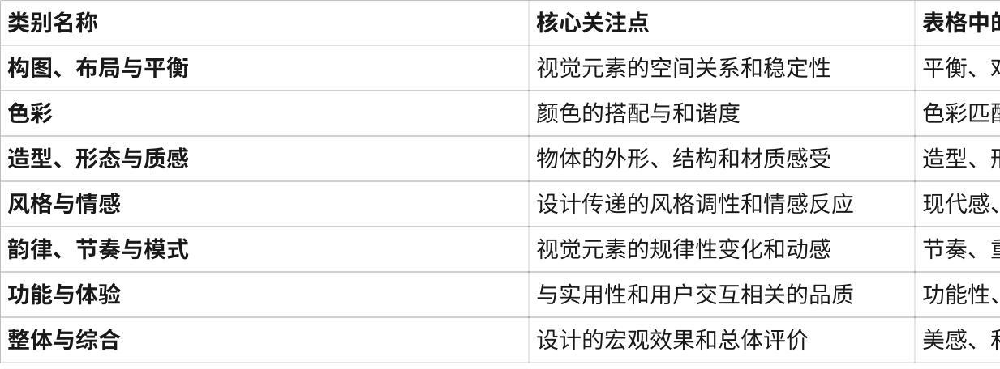 类别名称 核心关注点 表格中的
构图、布局与平衡 视觉元素的空间关系和稳定性 平衡、
色彩 颜色的搭配与和谐度 色彩匹配
造型、形态与质感 物体的外形、结构和材质感受 造型、形
风格与情感 设计传递的风格调性和情感反应 现代感、
韵律、节奏与模式 视觉元素的规律性变化和动感 节奏、重
功能与体验 与实用性和用户交互相关的品质 功能性、
整体与综合 设计的宏观效果和总体评价 美感、和